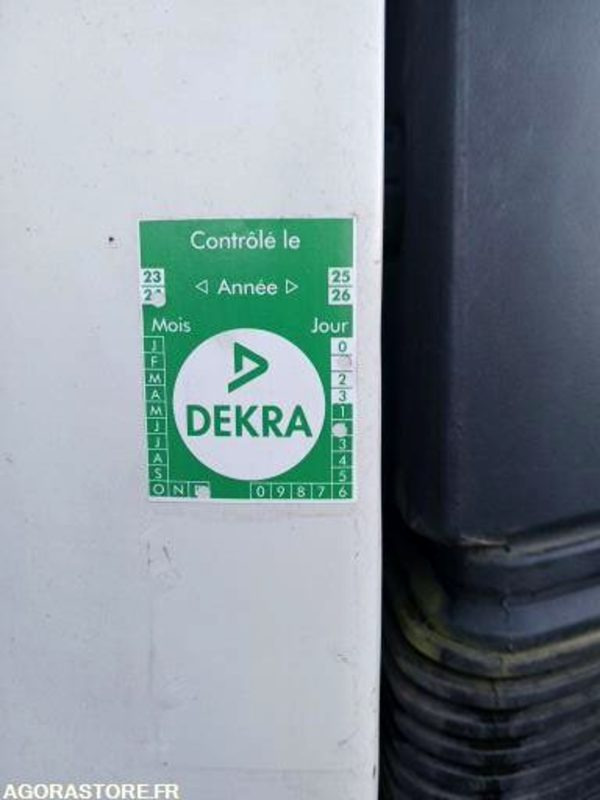 Contrôlé le
23 ◁ Année ▷ 25
26
Mois Jour
J 0
F
M 2
A 3
M 1
J
J 3
A 4
S 5
O N 0 9 8 7 6
DEKRA
AGORASTORE.FR